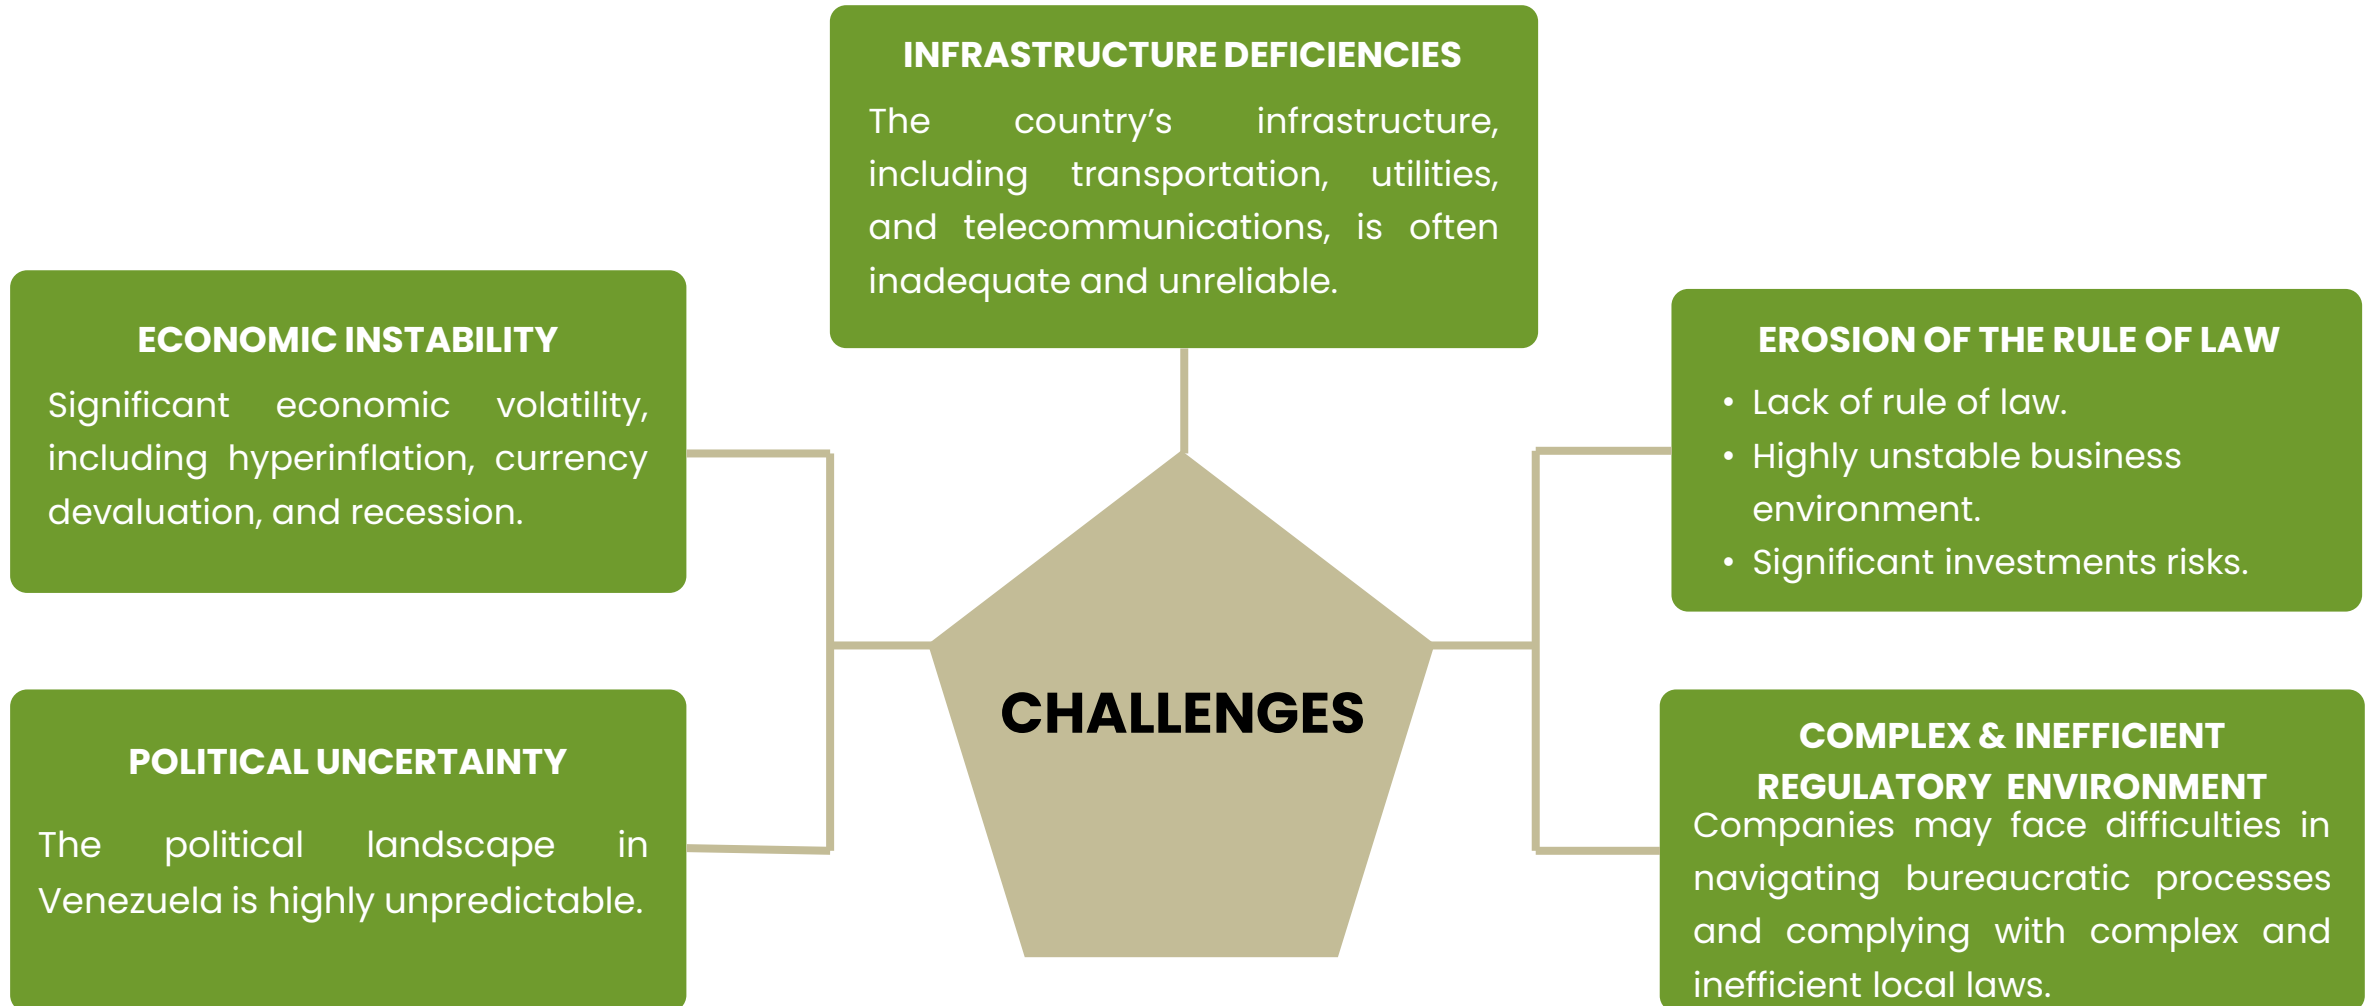 INFRASTRUCTURE DEFICIENCIES
The country’s infrastructure,
including transportation, utilities,
and telecommunications, is often
inadequate and unreliable.
ECONOMIC INSTABILITY
Significant economic volatility,
including hyperinflation, currency
devaluation, and recession.
EROSION OF THE RULE OF LAW
• Lack of rule of law.
• Highly unstable business
environment.
• Significant investments risks.
CHALLENGES
POLITICAL UNCERTAINTY
The political landscape in
Venezuela is highly unpredictable.
COMPLEX & INEFFICIENT
REGULATORY ENVIRONMENT
Companies may face difficulties in
navigating bureaucratic processes
and complying with complex and
inefficient local laws.